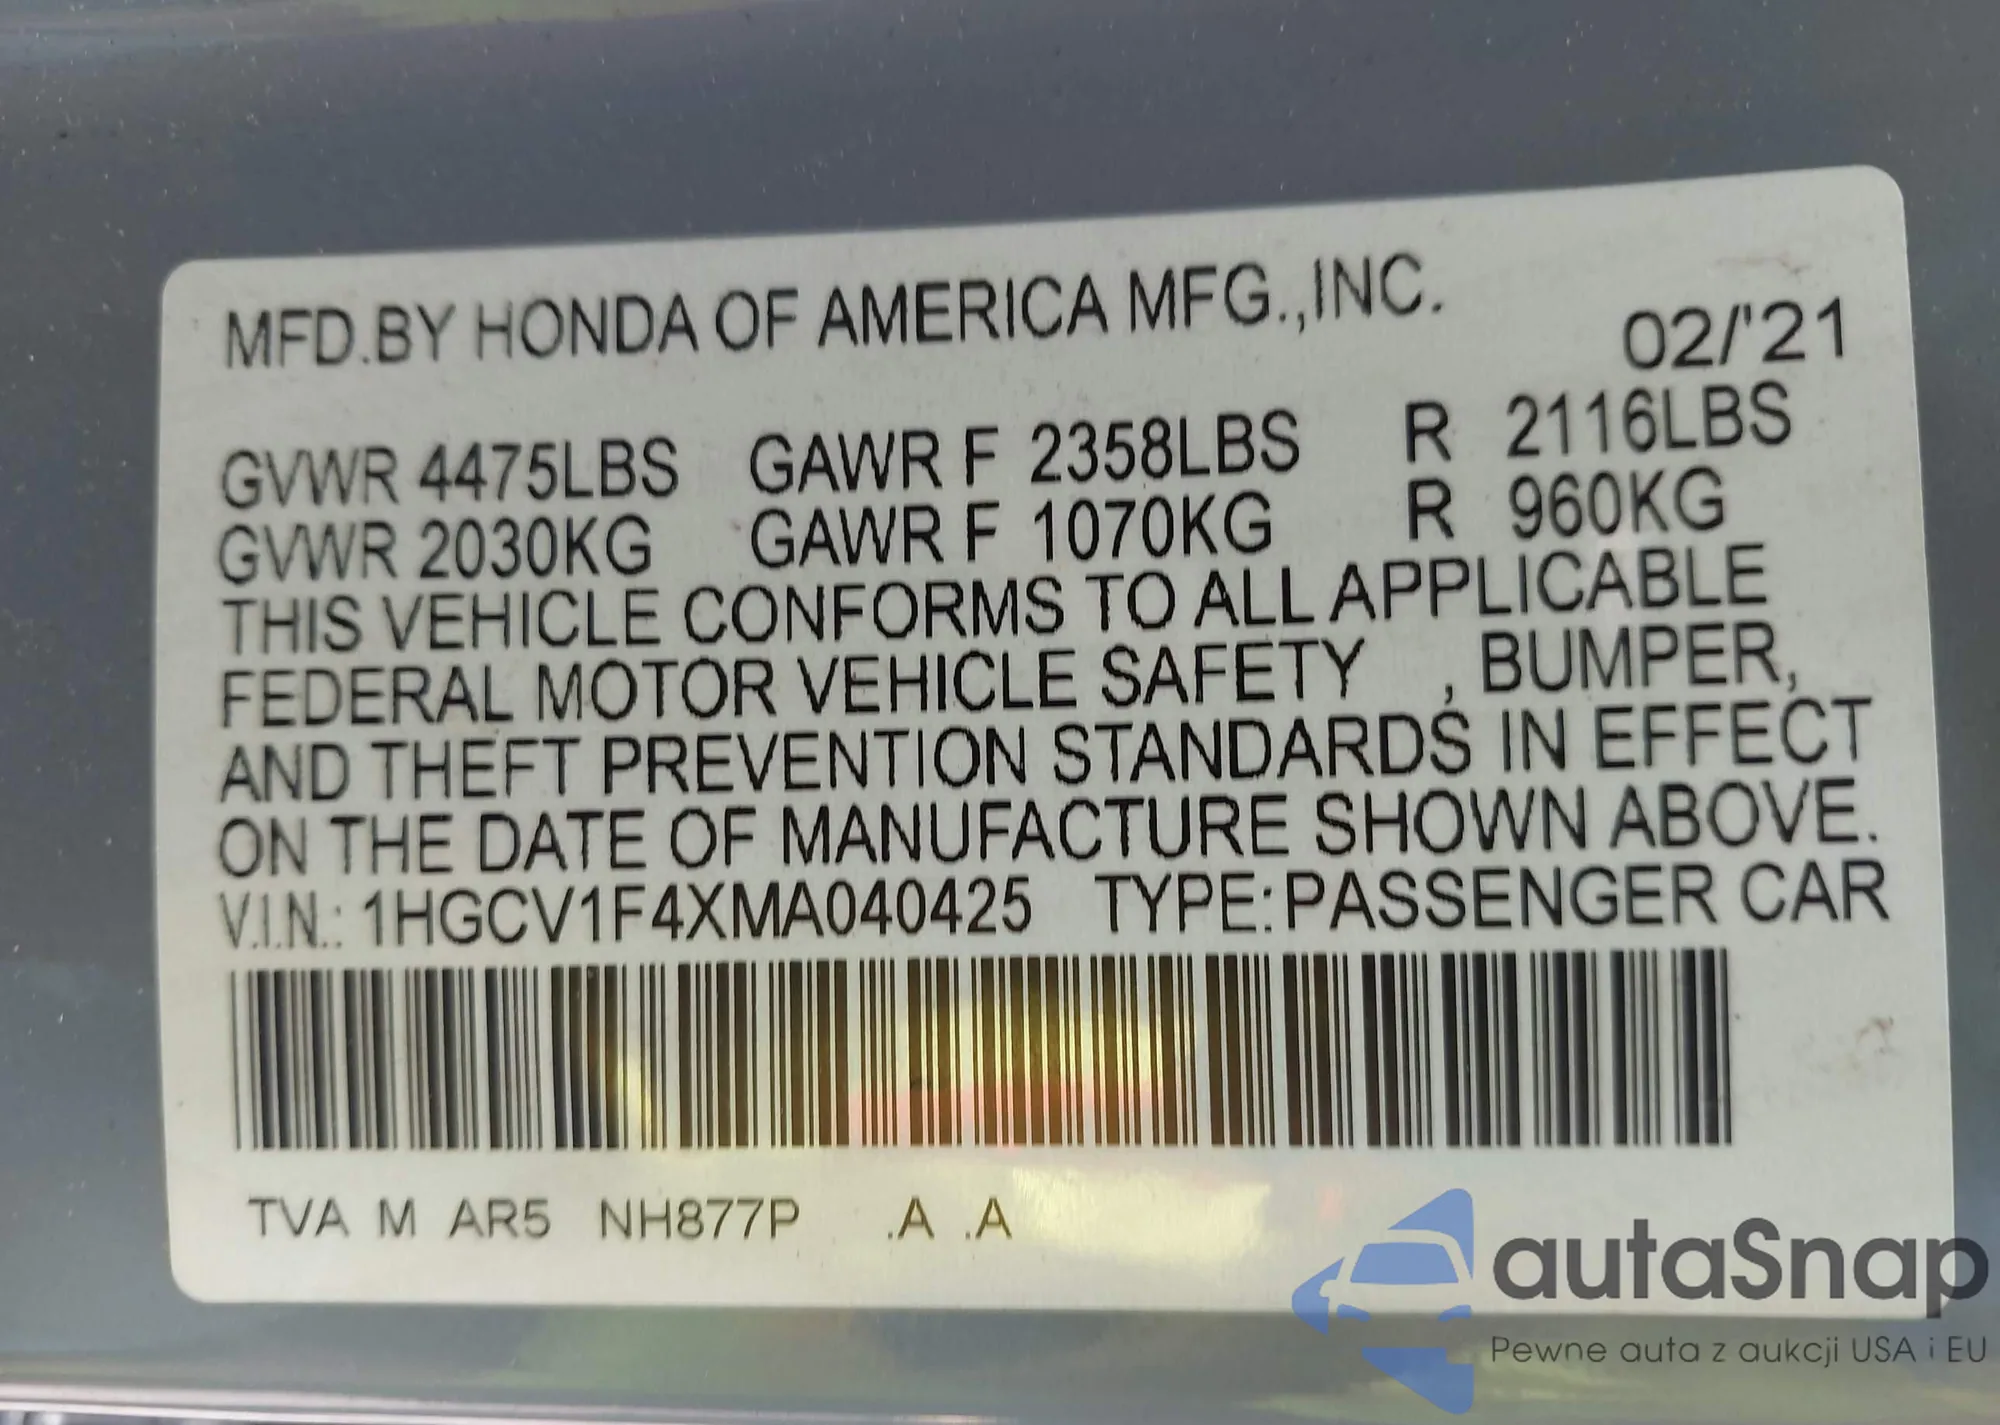 MFD.BY HONDA OF AMERICA MFG.,INC.
02/'21
GVWR 4475LBS GAWR F 2358LBS R 2116LBS
GVWR 2030KG GAWR F 1070KG R 960KG
THIS VEHICLE CONFORMS TO ALL APPLICABLE
FEDERAL MOTOR VEHICLE SAFETY , BUMPER,
AND THEFT PREVENTION STANDARDS IN EFFECT
ON THE DATE OF MANUFACTURE SHOWN ABOVE.
V.I.N.: 1HGCV1F4XMA040425 TYPE:PASSENGER CAR
TVA M AR5 NH877P .A .A
autaSnap
Pewne auta z aukcji USA i EU